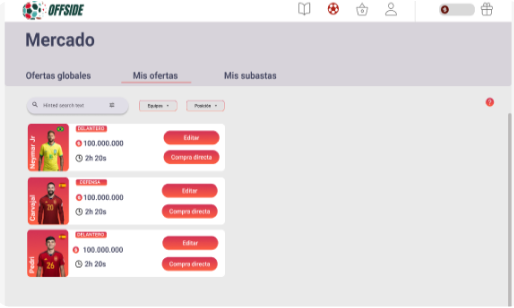 OFFSIDE
Mercado
Ofertas globales
Mis ofertas
Mis subastas
Hinted search text
Equipos
Posición
Neymar Jr
DELANTERO
100.000.000
2h 20s
Editar
Compra directa
Carvajal
DEFENSA
100.000.000
2h 20s
Editar
Compra directa
Pedri
26
DELANTERO
100.000.000
2h 20s
Editar
Compra directa